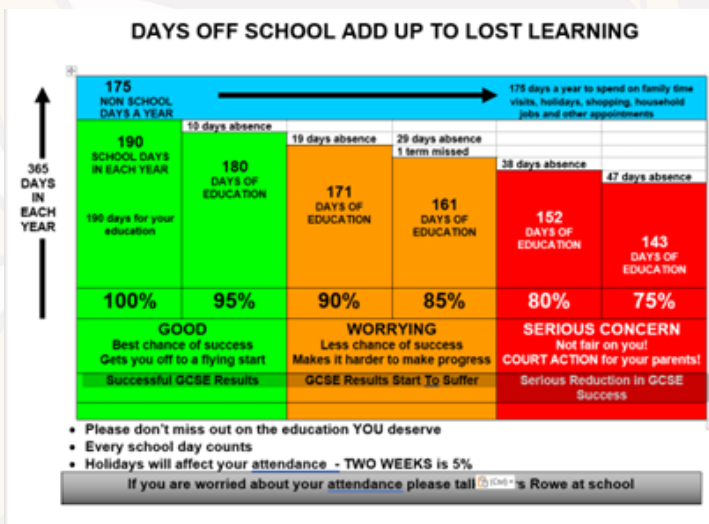 DAYS OFF SCHOOL ADD UP TO LOST LEARNING
365
DAYS
IN
EACH
YEAR
175
NON SCHOOL
DAYS A YEAR
175 days a year to spend on family time
visits, holidays, shopping, household
jobs and other appointments
190
SCHOOL DAYS
IN EACH YEAR
190 days for your
education
10 days absence
180
DAYS OF
EDUCATION
19 days absence
171
DAYS OF
EDUCATION
29 days absence
1 term missed
161
DAYS OF
EDUCATION
38 days absence
152
DAYS OF
EDUCATION
47 days absence
143
DAYS OF
EDUCATION
100%
95%
90%
85%
80%
75%
GOOD
Best chance of success
Gets you off to a flying start
WORRYING
Less chance of success
Makes it harder to make progress
SERIOUS CONCERN
Not fair on you!
COURT ACTION for your parents!
Successful GCSE Results
GCSE Results Start To Suffer
Serious Reduction in GCSE
Success
• Please don't miss out on the education YOU deserve
• Every school day counts
• Holidays will affect your attendance - TWO WEEKS is 5%
If you are worried about your attendance please tall (Ctrl) s Rowe at school